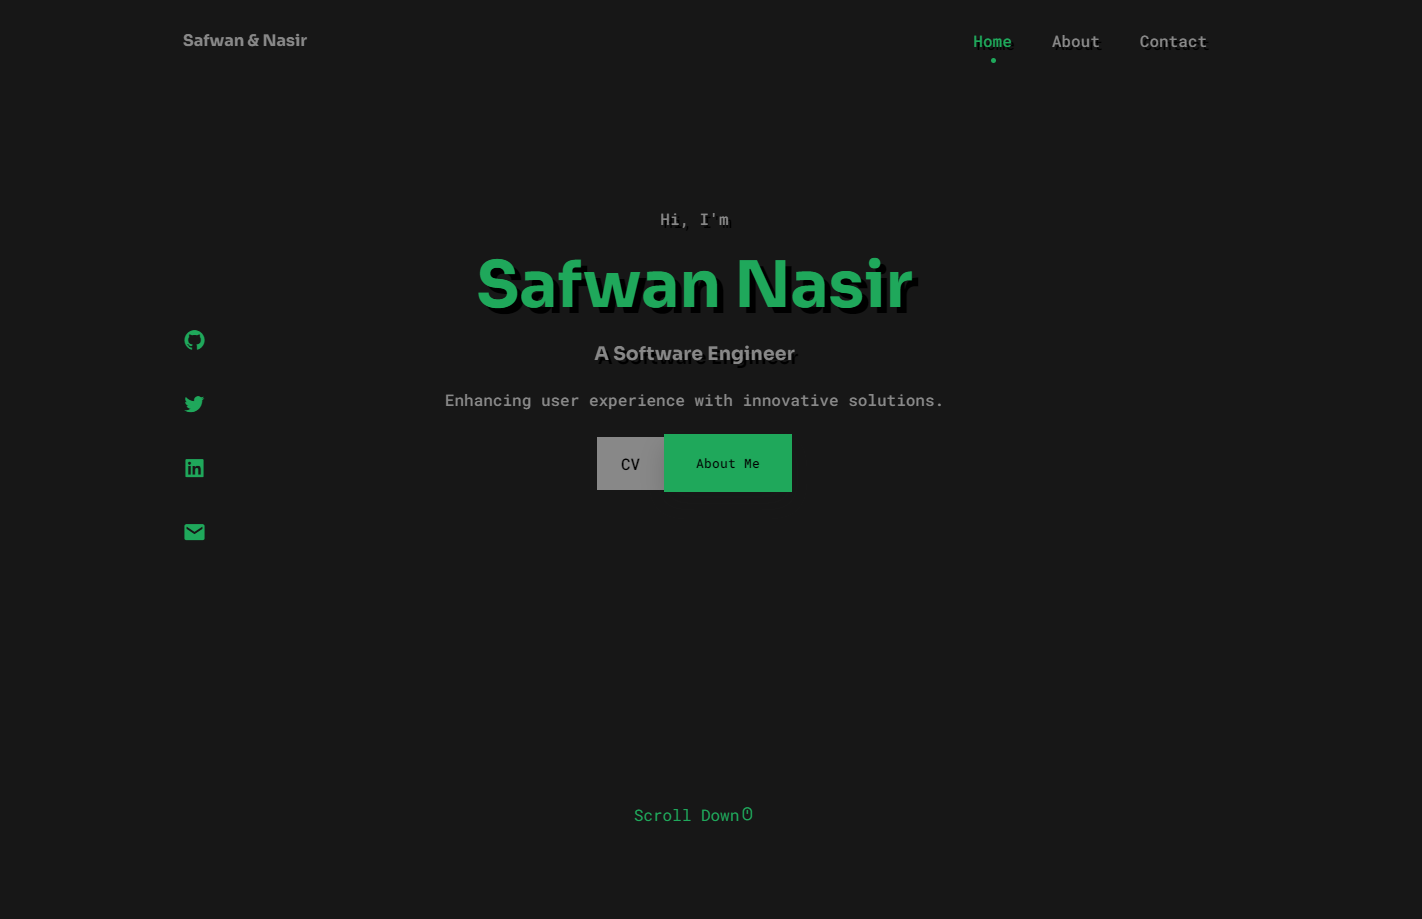 Safwan & Nasir
Home About Contact
Hi, I'm
Safwan Nasir
A Software Engineer
Enhancing user experience with innovative solutions.
CV About Me
Scroll Down